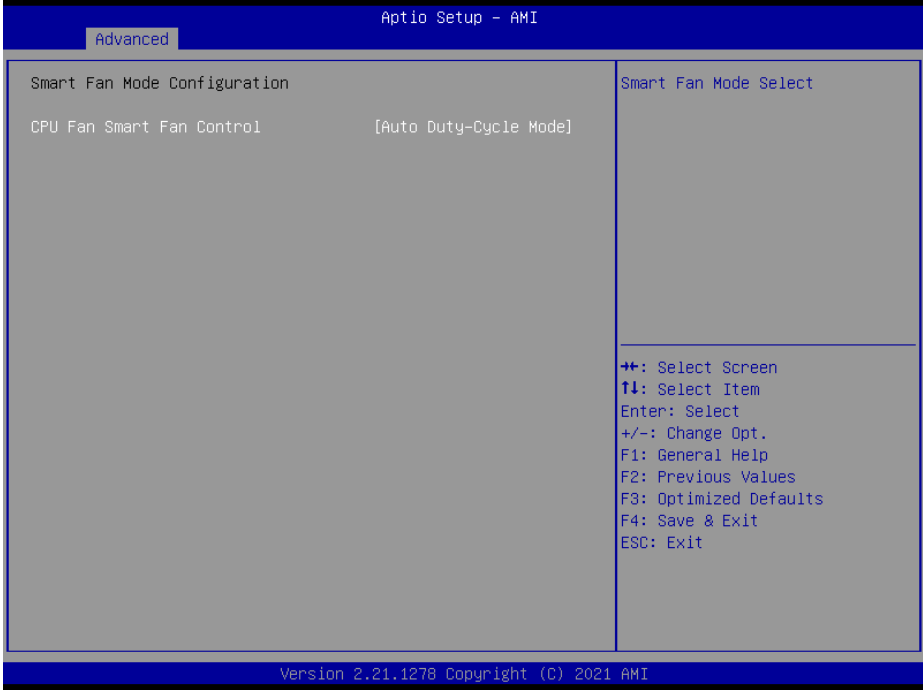 Aptio Setup – AMI
Advanced
Smart Fan Mode Configuration
CPU Fan Smart Fan Control [Auto Duty-Cycle Mode]
Smart Fan Mode Select
→←: Select Screen
↑↓: Select Item
Enter: Select
+/-: Change Opt.
F1: General Help
F2: Previous Values
F3: Optimized Defaults
F4: Save & Exit
ESC: Exit
Version 2.21.1278 Copyright (C) 2021 AMI